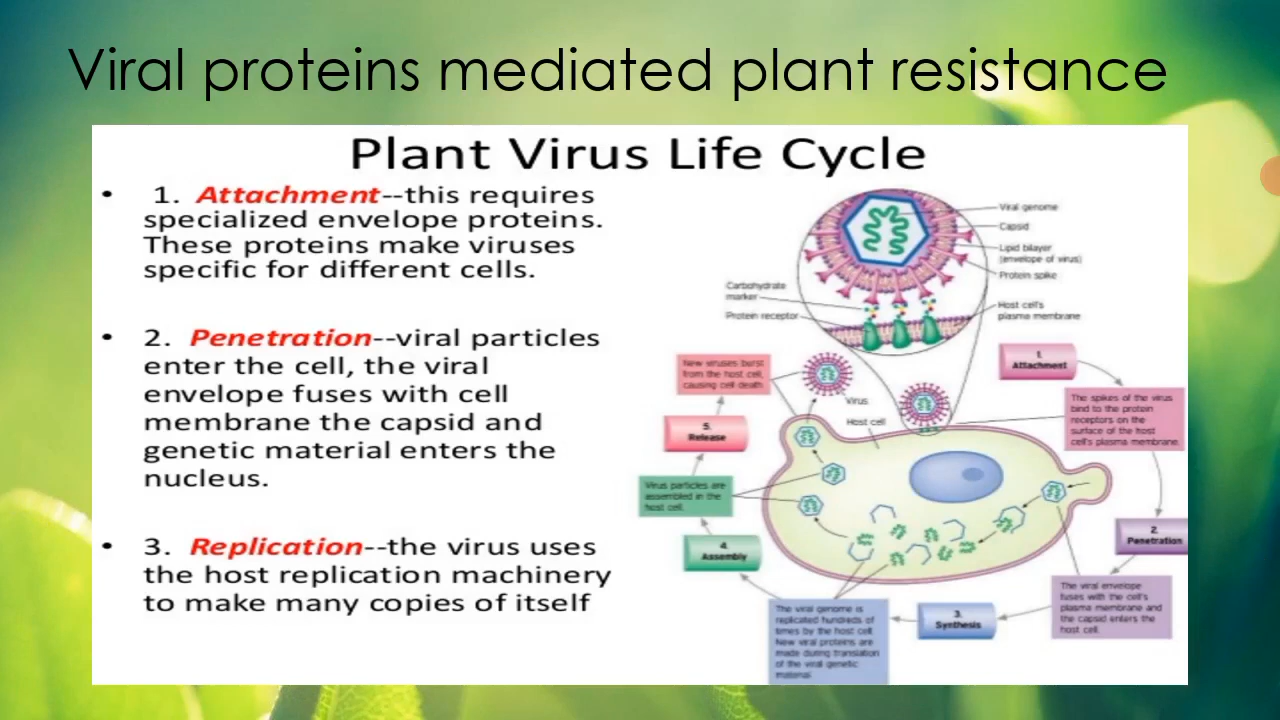 Viral proteins mediated plant resistance
Plant Virus Life Cycle
• 1. Attachment--this requires
specialized envelope proteins.
These proteins make viruses
specific for different cells.
• 2. Penetration--viral particles
enter the cell, the viral
envelope fuses with cell
membrane the capsid and
genetic material enters the
nucleus.
• 3. Replication--the virus uses
the host replication machinery
to make many copies of itself
Viral genome
Capsid
Lipid bilayer
(envelope of virus)
Protein spike
Carbohydrate
marker
Protein receptor
Host cell's
plasma membrane
1.
Attachment
The spikes of the virus
bind to the protein
receptors on the
surface of the host
cell's plasma membrane.
2.
Penetration
The viral envelope
fuses with the cell's
plasma membrane and
the capsid enters the
host cell.
3.
Synthesis
The viral genome is
replicated hundreds of
times by the host cell.
New viral proteins are
made during translation
of the viral genetic
material.
4.
Assembly
Virus particles are
assembled in the
host cell.
5.
Release
New viruses burst
from the host cell,
causing cell death.
Virus
Host cell